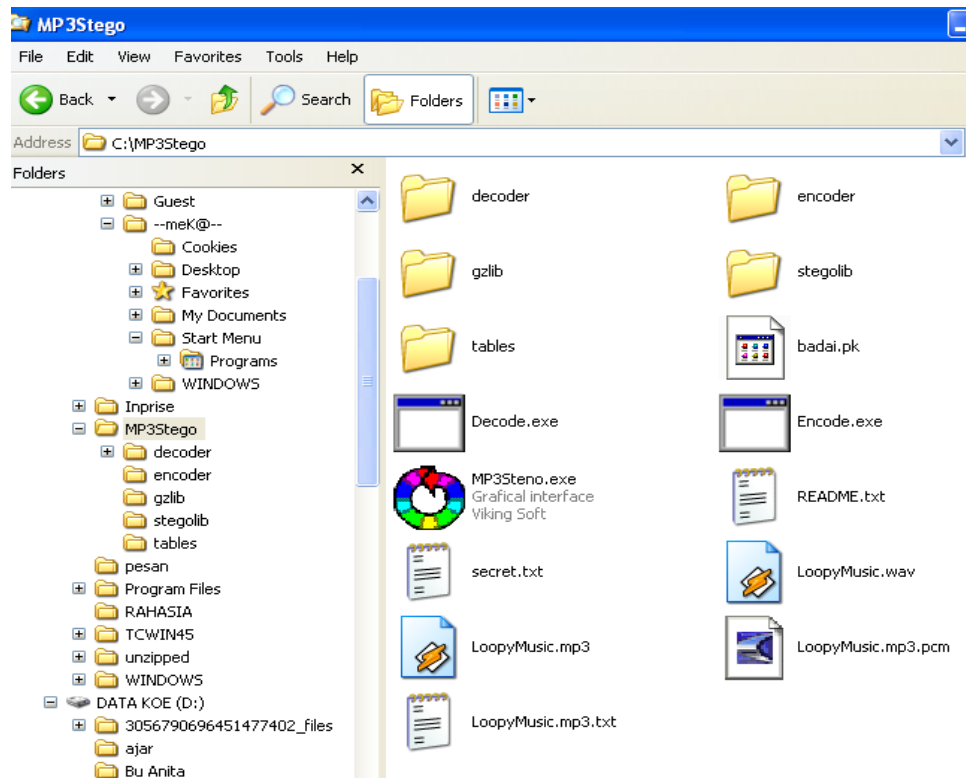 MP3Stego
File Edit View Favorites Tools Help
Back Search Folders
Address C:\MP3Stego
Folders
Guest
--meK@--
Cookies
Desktop
Favorites
My Documents
Start Menu
Programs
WINDOWS
Inprise
MP3Stego
decoder
encoder
gzlib
stegolib
tables
pesan
Program Files
RAHASIA
TCWIN45
unzipped
WINDOWS
DATA KOE (D:)
3056790696451477402_files
ajar
Bu Anita
decoder
encoder
gzlib
stegolib
tables
badai.pk
Decode.exe
Encode.exe
MP3Steno.exe
Grafical interface
Viking Soft
README.txt
secret.txt
LoopyMusic.wav
LoopyMusic.mp3
LoopyMusic.mp3.pcm
LoopyMusic.mp3.txt